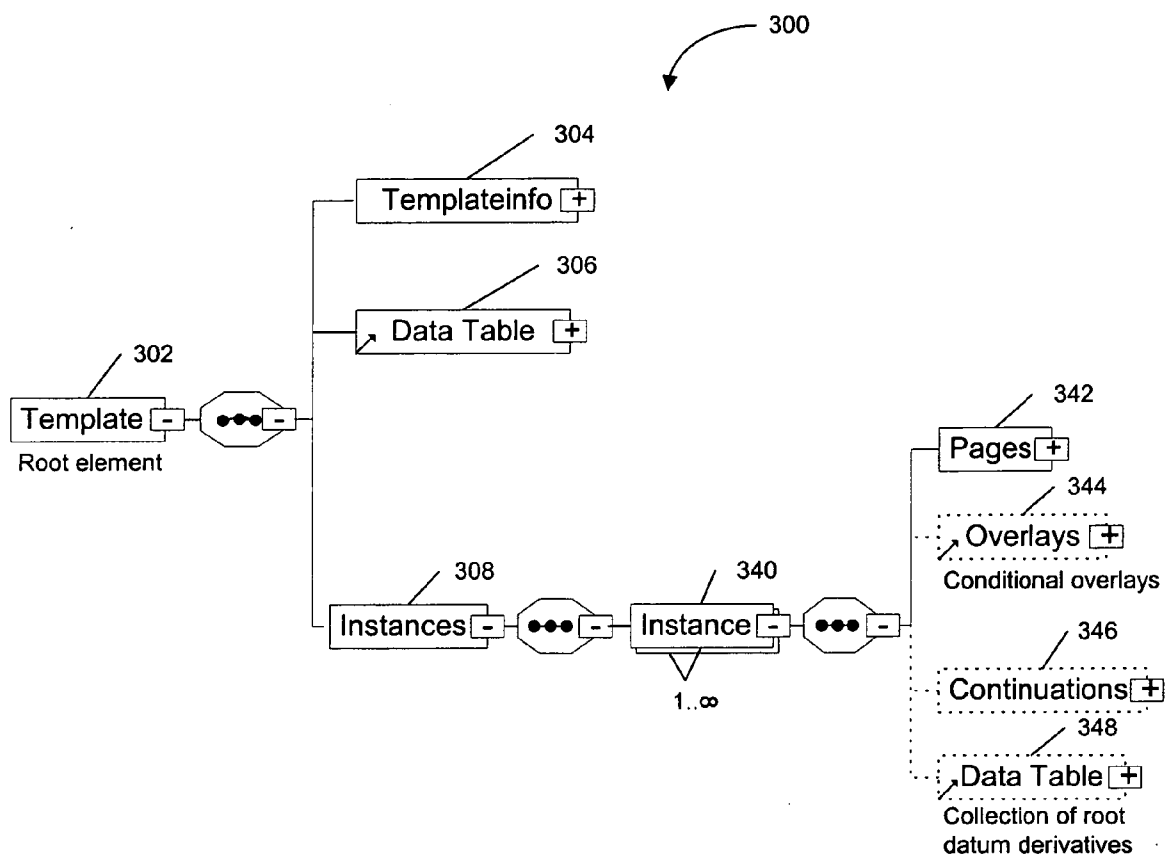 300
304
Templateinfo +
306
Data Table +
302
Template -
-
Root element
342
Pages +
344
Overlays +
Conditional overlays
308
Instances -
-
340
Instance -
-
1..∞
346
Continuations +
348
Data Table +
Collection of root
datum derivatives